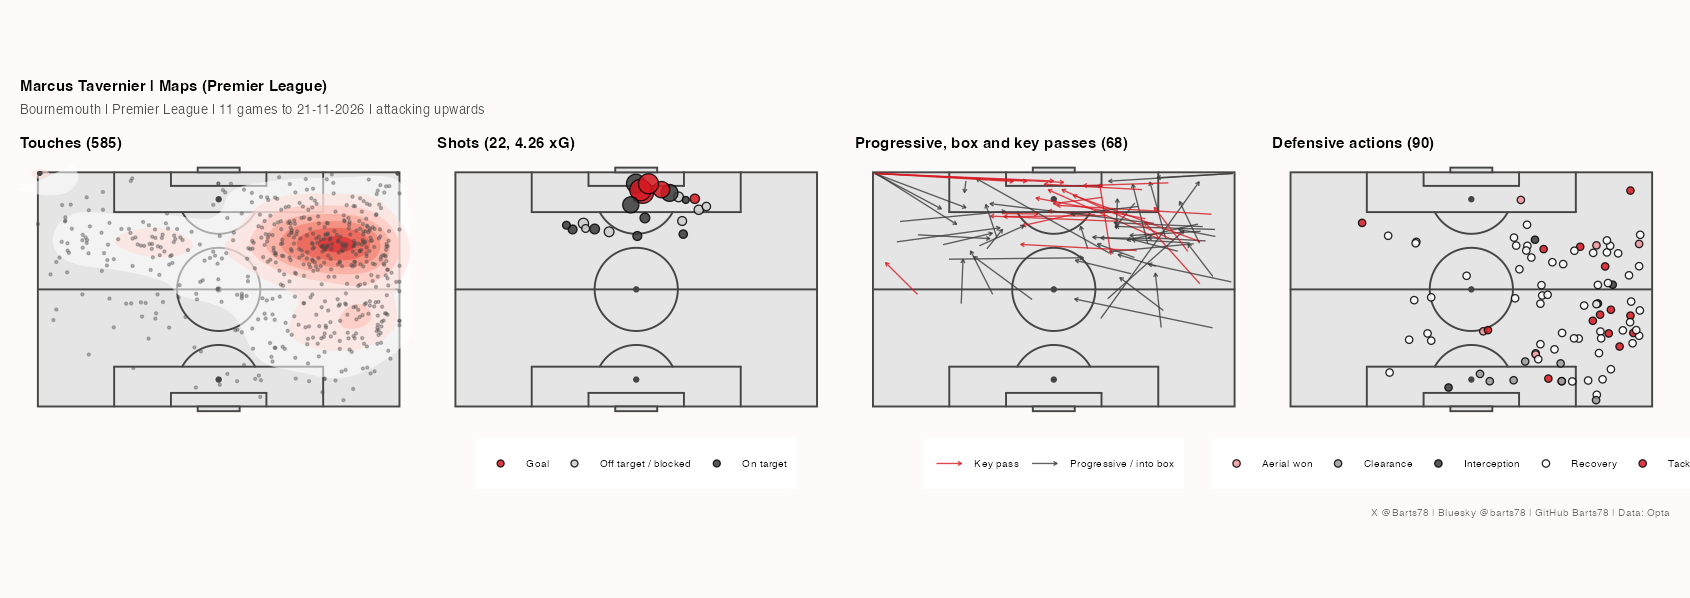 Marcus Tavernier | Maps (Premier League)
Bournemouth | Premier League | 11 games to 21-11-2026 | attacking upwards
Touches (585)
Shots (22, 4.26 xG)
Progressive, box and key passes (68)
Defensive actions (90)
Goal
Off target / blocked
On target
Key pass
Progressive / into box
Aerial won
Clearance
Interception
Recovery
Tack
X @Barts78 | Bluesky @barts78 | GitHub Barts78 | Data: Opta